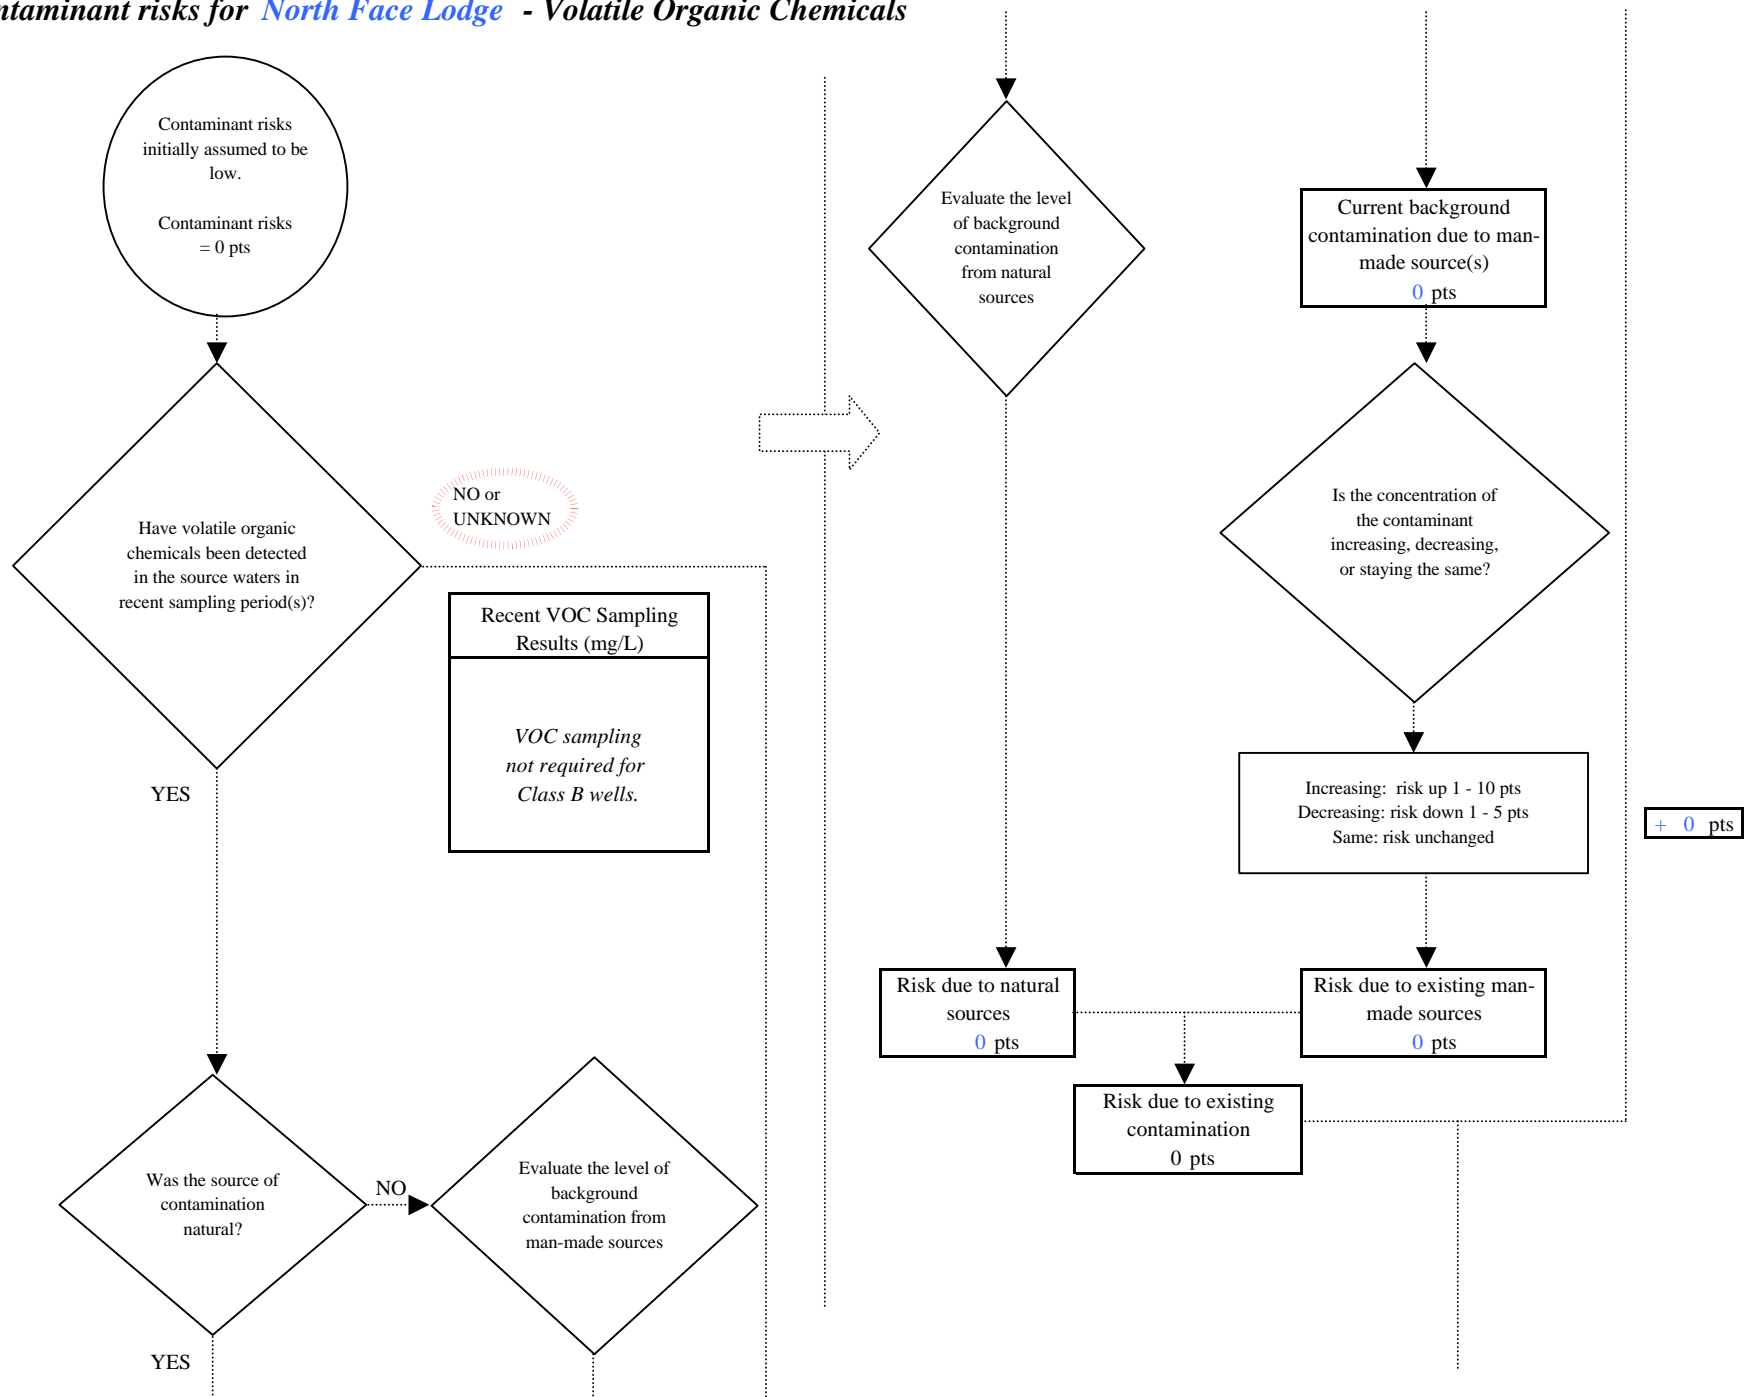 ntaminant risks for North Face Lodge - Volatile Organic Chemicals
Contaminant risks
initially assumed to be
low.
Contaminant risks
= 0 pts
Have volatile organic
chemicals been detected
in the source waters in
recent sampling period(s)?
NO or
UNKNOWN
Recent VOC Sampling
Results (mg/L)
VOC sampling
not required for
Class B wells.
YES
Was the source of
contamination
natural?
NO
Evaluate the level of
background
contamination from
man-made sources
YES
Evaluate the level
of background
contamination
from natural
sources
Current background
contamination due to man-
made source(s)
0 pts
Is the concentration of
the contaminant
increasing, decreasing,
or staying the same?
Increasing: risk up 1 - 10 pts
Decreasing: risk down 1 - 5 pts
Same: risk unchanged
+ 0 pts
Risk due to natural
sources
0 pts
Risk due to existing man-
made sources
0 pts
Risk due to existing
contamination
0 pts